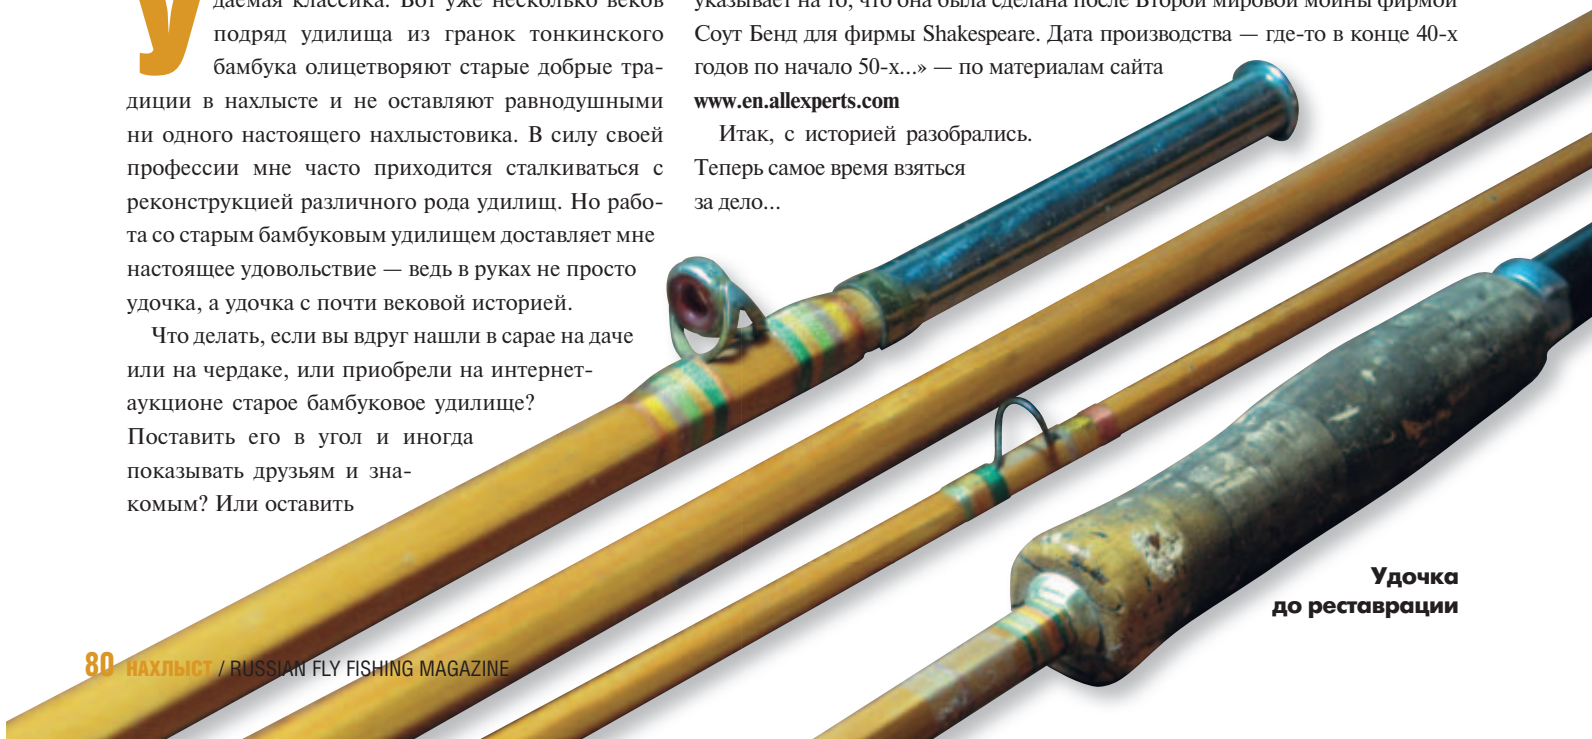 У
даемая классика. Вот уже несколько веков
подряд удилища из гранок тонкинского
бамбука олицетворяют старые добрые тра-
диции в нахлысте и не оставляют равнодушными
ни одного настоящего нахлыстовика. В силу своей
профессии мне часто приходится сталкиваться с
реконструкцией различного рода удилищ. Но рабо-
та со старым бамбуковым удилищем доставляет мне
настоящее удовольствие — ведь в руках не просто
удочка, а удочка с почти вековой историей.
Что делать, если вы вдруг нашли в сарае на даче
или на чердаке, или приобрели на интернет-
аукционе старое бамбуковое удилище?
Поставить его в угол и иногда
показывать друзьям и зна-
комым? Или оставить
указывает на то, что она была сделана после Второй мировой мойны фирмой
Соут Бенд для фирмы Shakespeare. Дата производства — где-то в конце 40-х
годов по начало 50-х...» — по материалам сайта
www.en.allexperts.com
Итак, с историей разобрались.
Теперь самое время взяться
за дело...
Удочка
до реставрации
80 НАХЛЫСТ / RUSSIAN FLY FISHING MAGAZINE